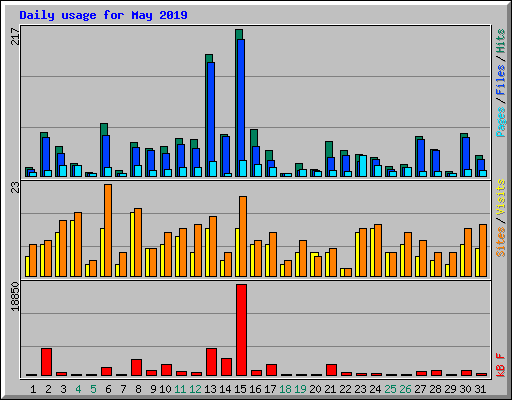 Daily usage for May 2019
217
Pages / Files / Hits
23
Sites / Visits
18850
kB F
1 2 3 4 5 6 7 8 9 10 11 12 13 14 15 16 17 18 19 20 21 22 23 24 25 26 27 28 29 30 31